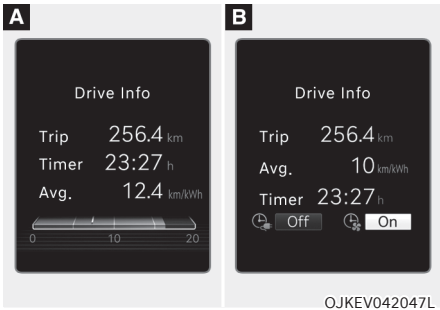 A
Drive Info
Trip 256.4 km
Timer 23:27 h
Avg. 12.4 km/kWh
0 10 20
B
Drive Info
Trip 256.4 km
Avg. 10 km/kWh
Timer 23:27 h
Off On
OJKEV042047L